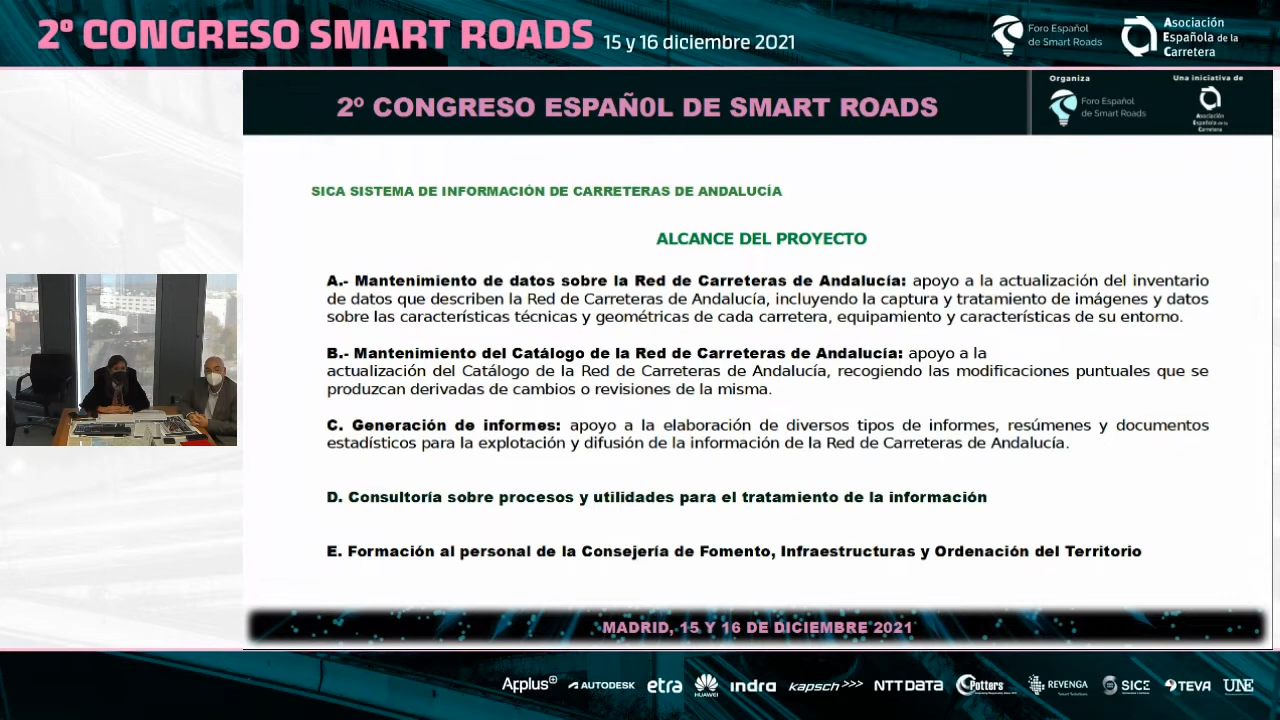 2º CONGRESO SMART ROADS 15 y 16 diciembre 2021
Foro Español
de Smart Roads
Asociación
Española de la
Carretera
2º CONGRESO ESPAÑ0L DE SMART ROADS
Organiza
Foro Español
de Smart Roads
Una iniciativa de
Asociación
Española de la
Carretera
SICA SISTEMA DE INFORMACIÓN DE CARRETERAS DE ANDALUCÍA
ALCANCE DEL PROYECTO
A.- Mantenimiento de datos sobre la Red de Carreteras de Andalucía: apoyo a la actualización del inventario
de datos que describen la Red de Carreteras de Andalucía, incluyendo la captura y tratamiento de imágenes y datos
sobre las características técnicas y geométricas de cada carretera, equipamiento y características de su entorno.
B.- Mantenimiento del Catálogo de la Red de Carreteras de Andalucía: apoyo a la
actualización del Catálogo de la Red de Carreteras de Andalucía, recogiendo las modificaciones puntuales que se
produzcan derivadas de cambios o revisiones de la misma.
C. Generación de informes: apoyo a la elaboración de diversos tipos de informes, resúmenes y documentos
estadísticos para la explotación y difusión de la información de la Red de Carreteras de Andalucía.
D. Consultoría sobre procesos y utilidades para el tratamiento de la información
E. Formación al personal de la Consejería de Fomento, Infraestructuras y Ordenación del Territorio
MADRID, 15 Y 16 DE DICIEMBRE 2021
Applus+ AUTODESK etra HUAWEI indra kapsch>>> NTT DATA Potters REVENGA SICE TEVA UNE